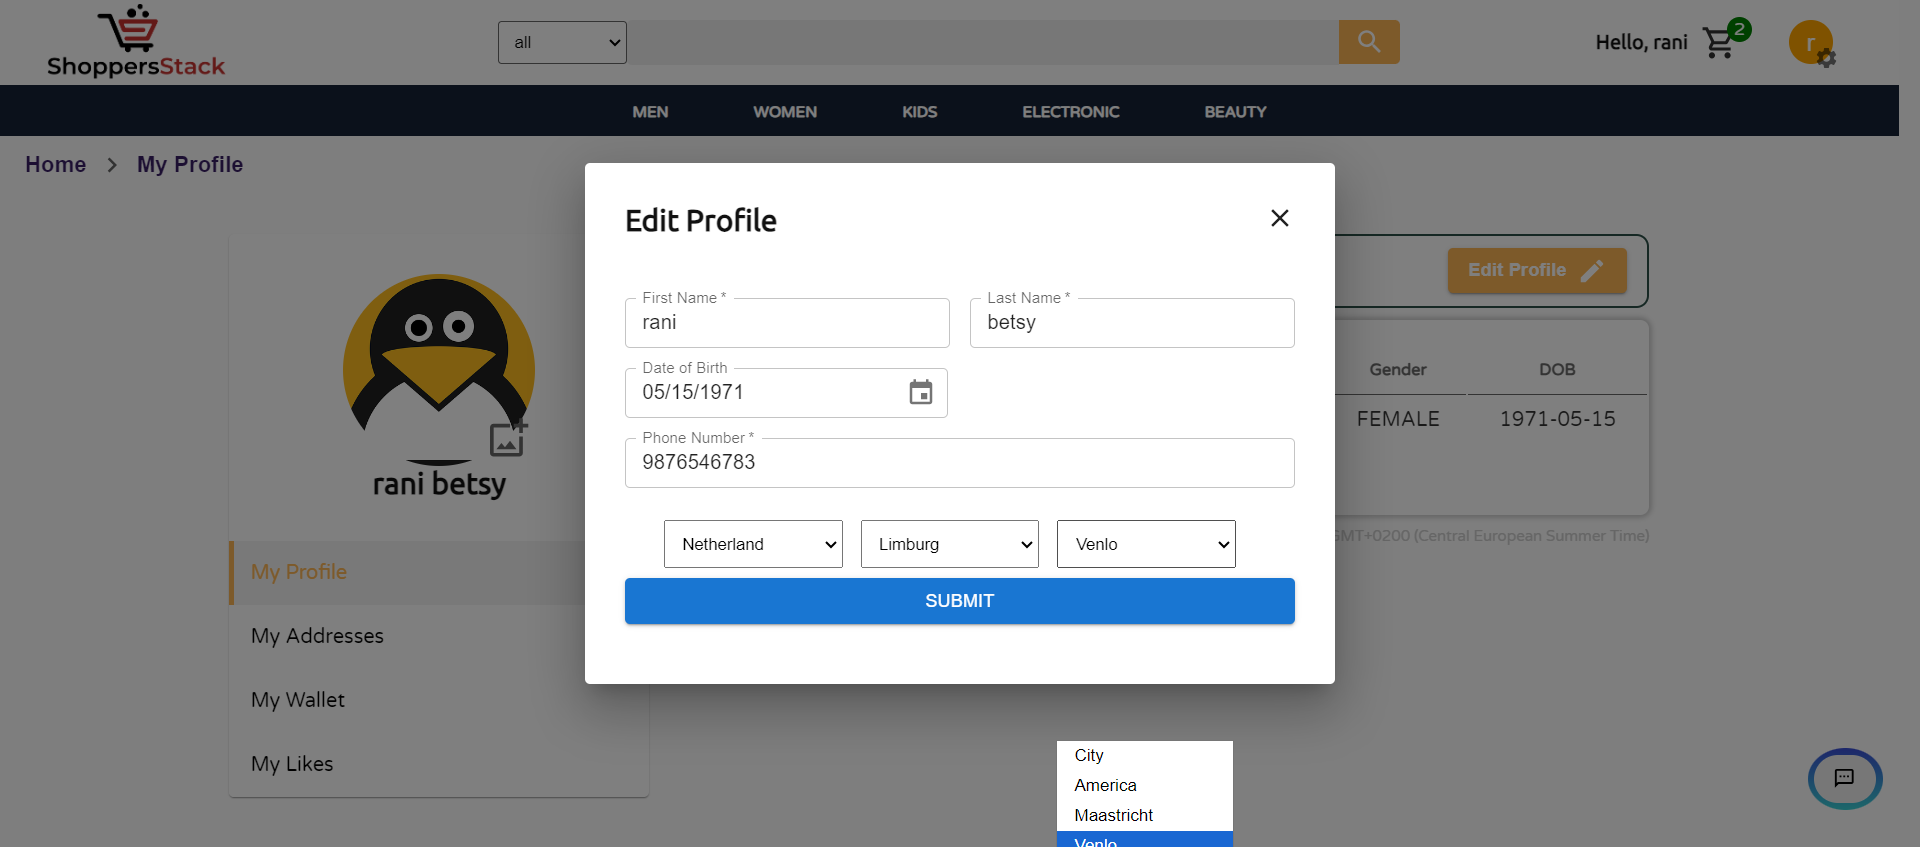 ShoppersStack
all
Hello, rani
2
r
MEN
WOMEN
KIDS
ELECTRONIC
BEAUTY
Home > My Profile
Edit Profile
First Name *
rani
Last Name *
betsy
Date of Birth
05/15/1971
Phone Number *
9876546783
Netherland
Limburg
Venlo
SUBMIT
Edit Profile
Gender
DOB
FEMALE
1971-05-15
GMT+0200 (Central European Summer Time)
rani betsy
My Profile
My Addresses
My Wallet
My Likes
City
America
Maastricht
Venlo